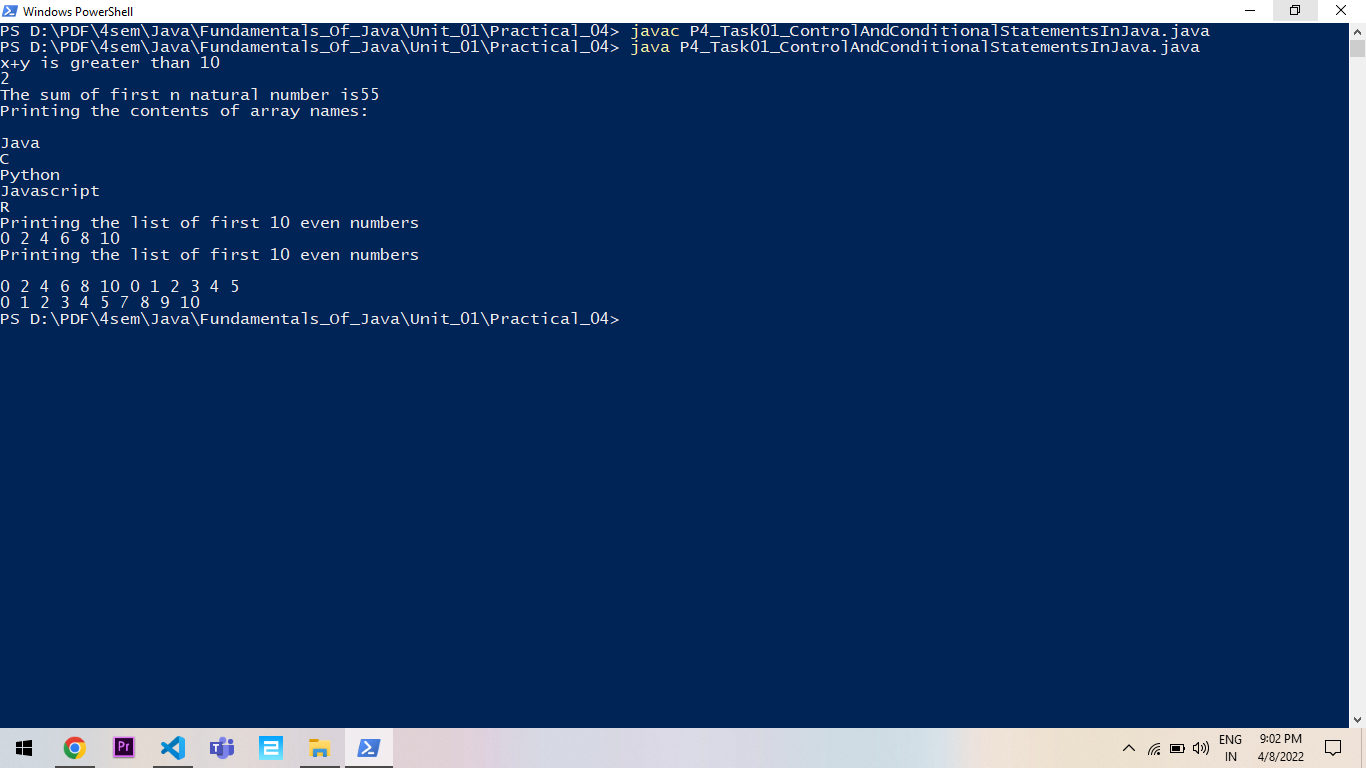 Windows PowerShell
PS D:\PDF\4sem\Java\Fundamentals_Of_Java\Unit_01\Practical_04> javac P4_Task01_ControlAndConditionalStatementsInJava.java
PS D:\PDF\4sem\Java\Fundamentals_Of_Java\Unit_01\Practical_04> java P4_Task01_ControlAndConditionalStatementsInJava.java
x+y is greater than 10
2
The sum of first n natural number is55
Printing the contents of array names:
Java
C
Python
Javascript
R
Printing the list of first 10 even numbers
0 2 4 6 8 10
Printing the list of first 10 even numbers
0 2 4 6 8 10 0 1 2 3 4 5
0 1 2 3 4 5 7 8 9 10
PS D:\PDF\4sem\Java\Fundamentals_Of_Java\Unit_01\Practical_04>
Pr
ENG
IN
9:02 PM
4/8/2022